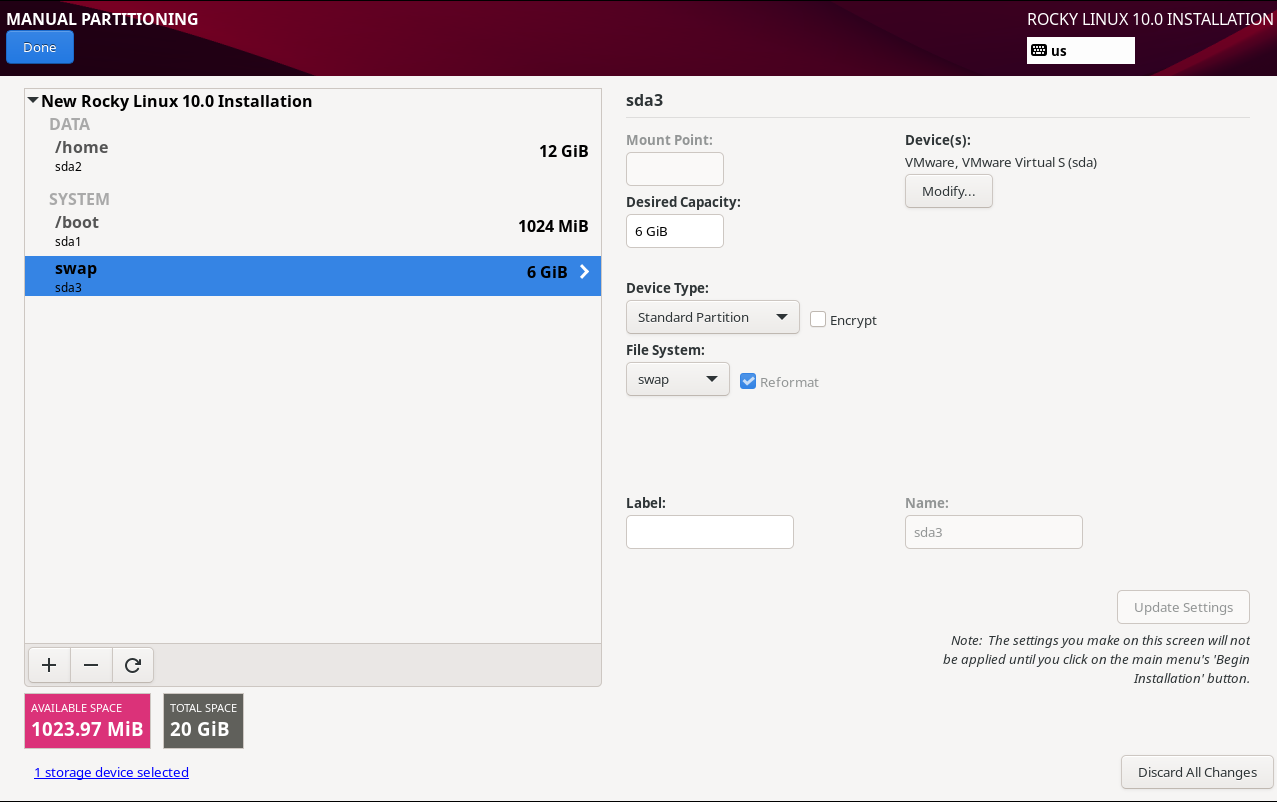 MANUAL PARTITIONING
Done
ROCKY LINUX 10.0 INSTALLATION
us
New Rocky Linux 10.0 Installation
DATA
/home
12 GiB
sda2
SYSTEM
/boot
1024 MiB
sda1
swap
6 GiB
sda3
AVAILABLE SPACE
1023.97 MiB
TOTAL SPACE
20 GiB
1 storage device selected
sda3
Mount Point:
Device(s):
VMware, VMware Virtual S (sda)
Modify...
Desired Capacity:
6 GiB
Device Type:
Standard Partition
Encrypt
File System:
swap
Reformat
Label:
Name:
sda3
Update Settings
Note:  The settings you make on this screen will not
be applied until you click on the main menu's 'Begin
Installation' button.
Discard All Changes